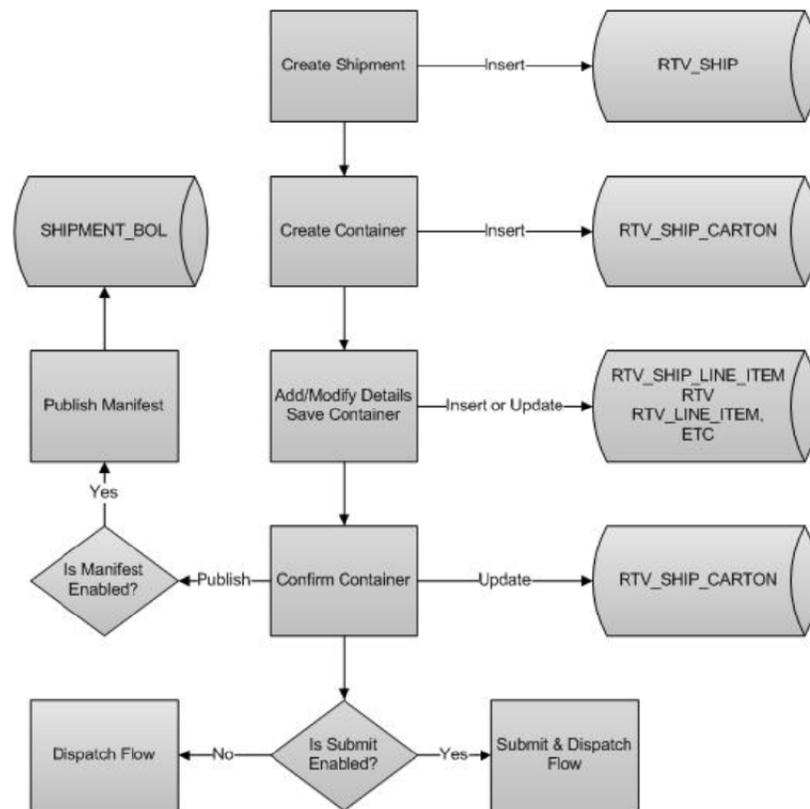 Create Shipment
Insert
RTV_SHIP
SHIPMENT_BOL
Create Container
Insert
RTV_SHIP_CARTON
Publish Manifest
Add/Modify Details
Save Container
Insert or Update
RTV_SHIP_LINE_ITEM
RTV
RTV_LINE_ITEM,
ETC
Yes
Is Manifest
Enabled?
Publish
Confirm Container
Update
RTV_SHIP_CARTON
Dispatch Flow
No
Is Submit
Enabled?
Yes
Submit & Dispatch
Flow